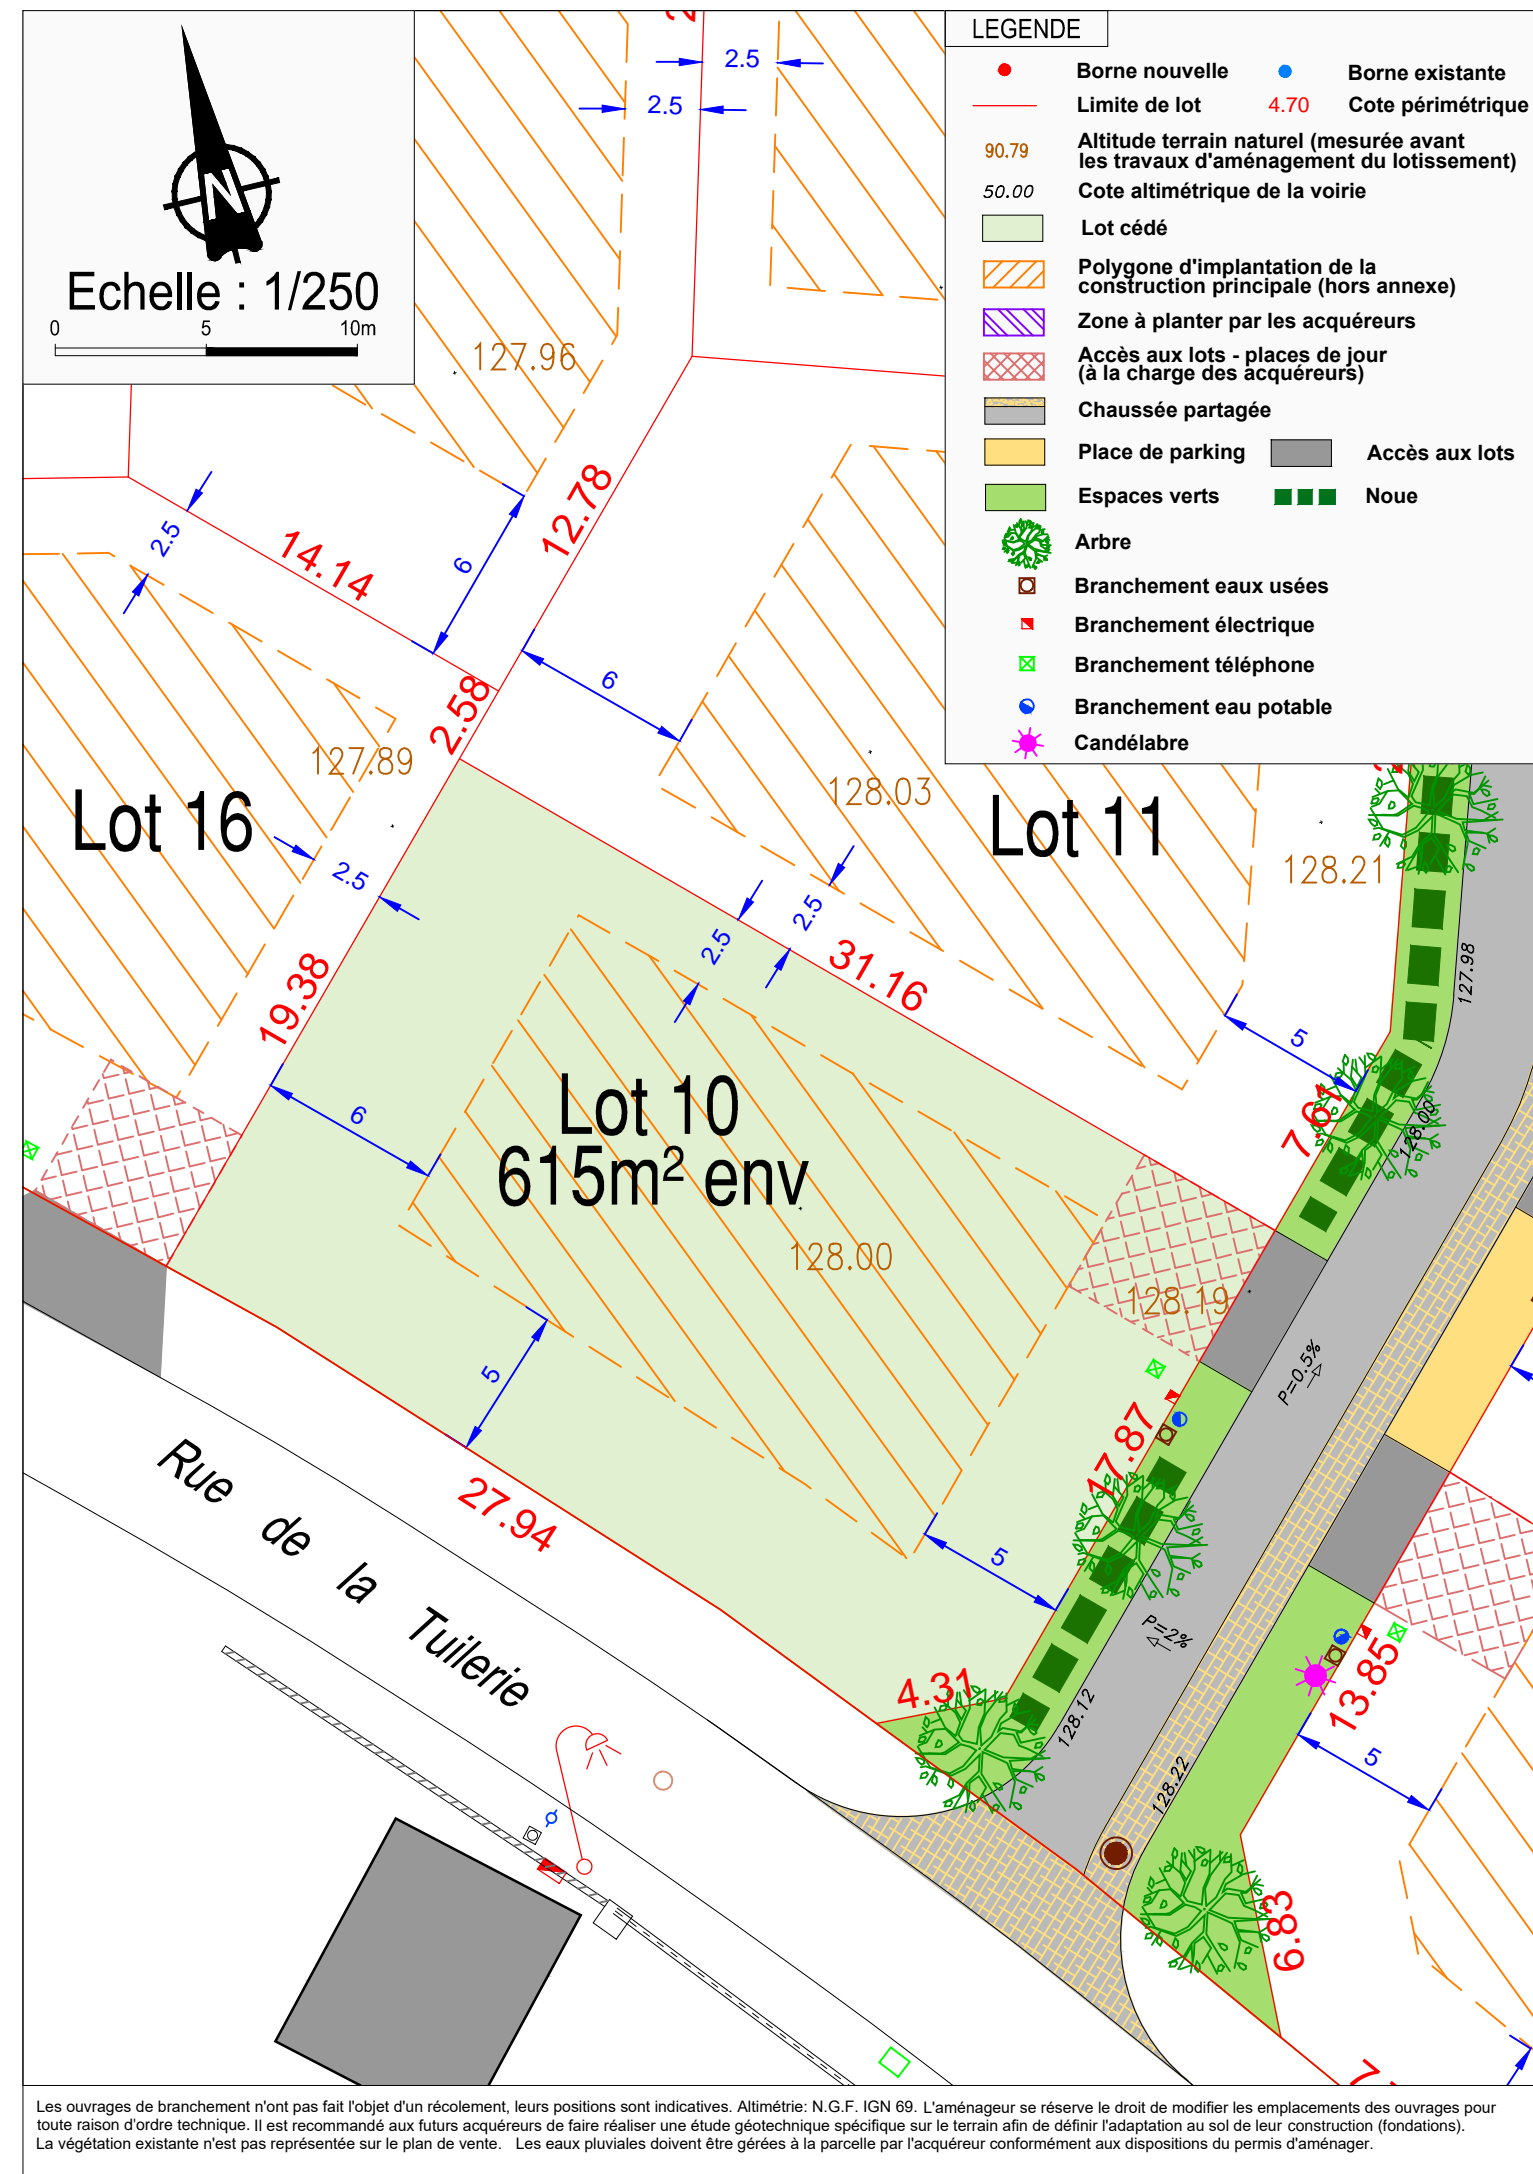 N
Echelle : 1/250
0 5 10m
LEGENDE
Borne nouvelle
Borne existante
Limite de lot
4.70 Cote périmétrique
90.79 Altitude terrain naturel (mesurée avant
les travaux d'aménagement du lotissement)
50.00 Cote altimétrique de la voirie
Lot cédé
Polygone d'implantation de la
construction principale (hors annexe)
Zone à planter par les acquéreurs
Accès aux lots - places de jour
(à la charge des acquéreurs)
Chaussée partagée
Place de parking
Accès aux lots
Espaces verts
Noue
Arbre
Branchement eaux usées
Branchement électrique
Branchement téléphone
Branchement eau potable
Candélabre
2.5
2.5
127.96
12.78
2.5
14.14
6
6
2.58
127.89
128.03
Lot 16
Lot 11
128.21
2.5
2.5
2.5
31.16
127.98
19.38
5
6
7.61
128.00
Lot 10
615m² env
128.00
128.19
P=0.5%
5
17.87
27.94
5
P=2%
4.31
128.12
13.85
5
128.22
6.83
Rue de la Tuilerie
Les ouvrages de branchement n'ont pas fait l'objet d'un récolement, leurs positions sont indicatives. Altimétrie: N.G.F. IGN 69. L'aménageur se réserve le droit de modifier les emplacements des ouvrages pour
toute raison d'ordre technique. Il est recommandé aux futurs acquéreurs de faire réaliser une étude géotechnique spécifique sur le terrain afin de définir l'adaptation au sol de leur construction (fondations).
La végétation existante n'est pas représentée sur le plan de vente. Les eaux pluviales doivent être gérées à la parcelle par l'acquéreur conformément aux dispositions du permis d'aménager.